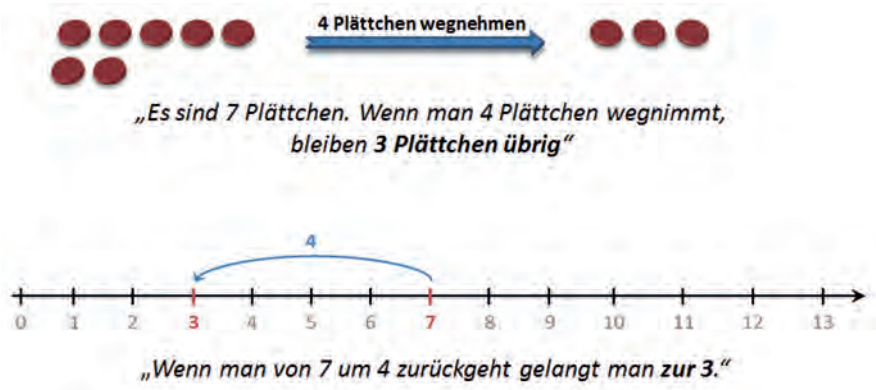 4 Plättchen wegnehmen
„Es sind 7 Plättchen. Wenn man 4 Plättchen wegnimmt,
bleiben 3 Plättchen übrig“
4
0 1 2 3 4 5 6 7 8 9 10 11 12 13
„Wenn man von 7 um 4 zurückgeht gelangt man zur 3.“